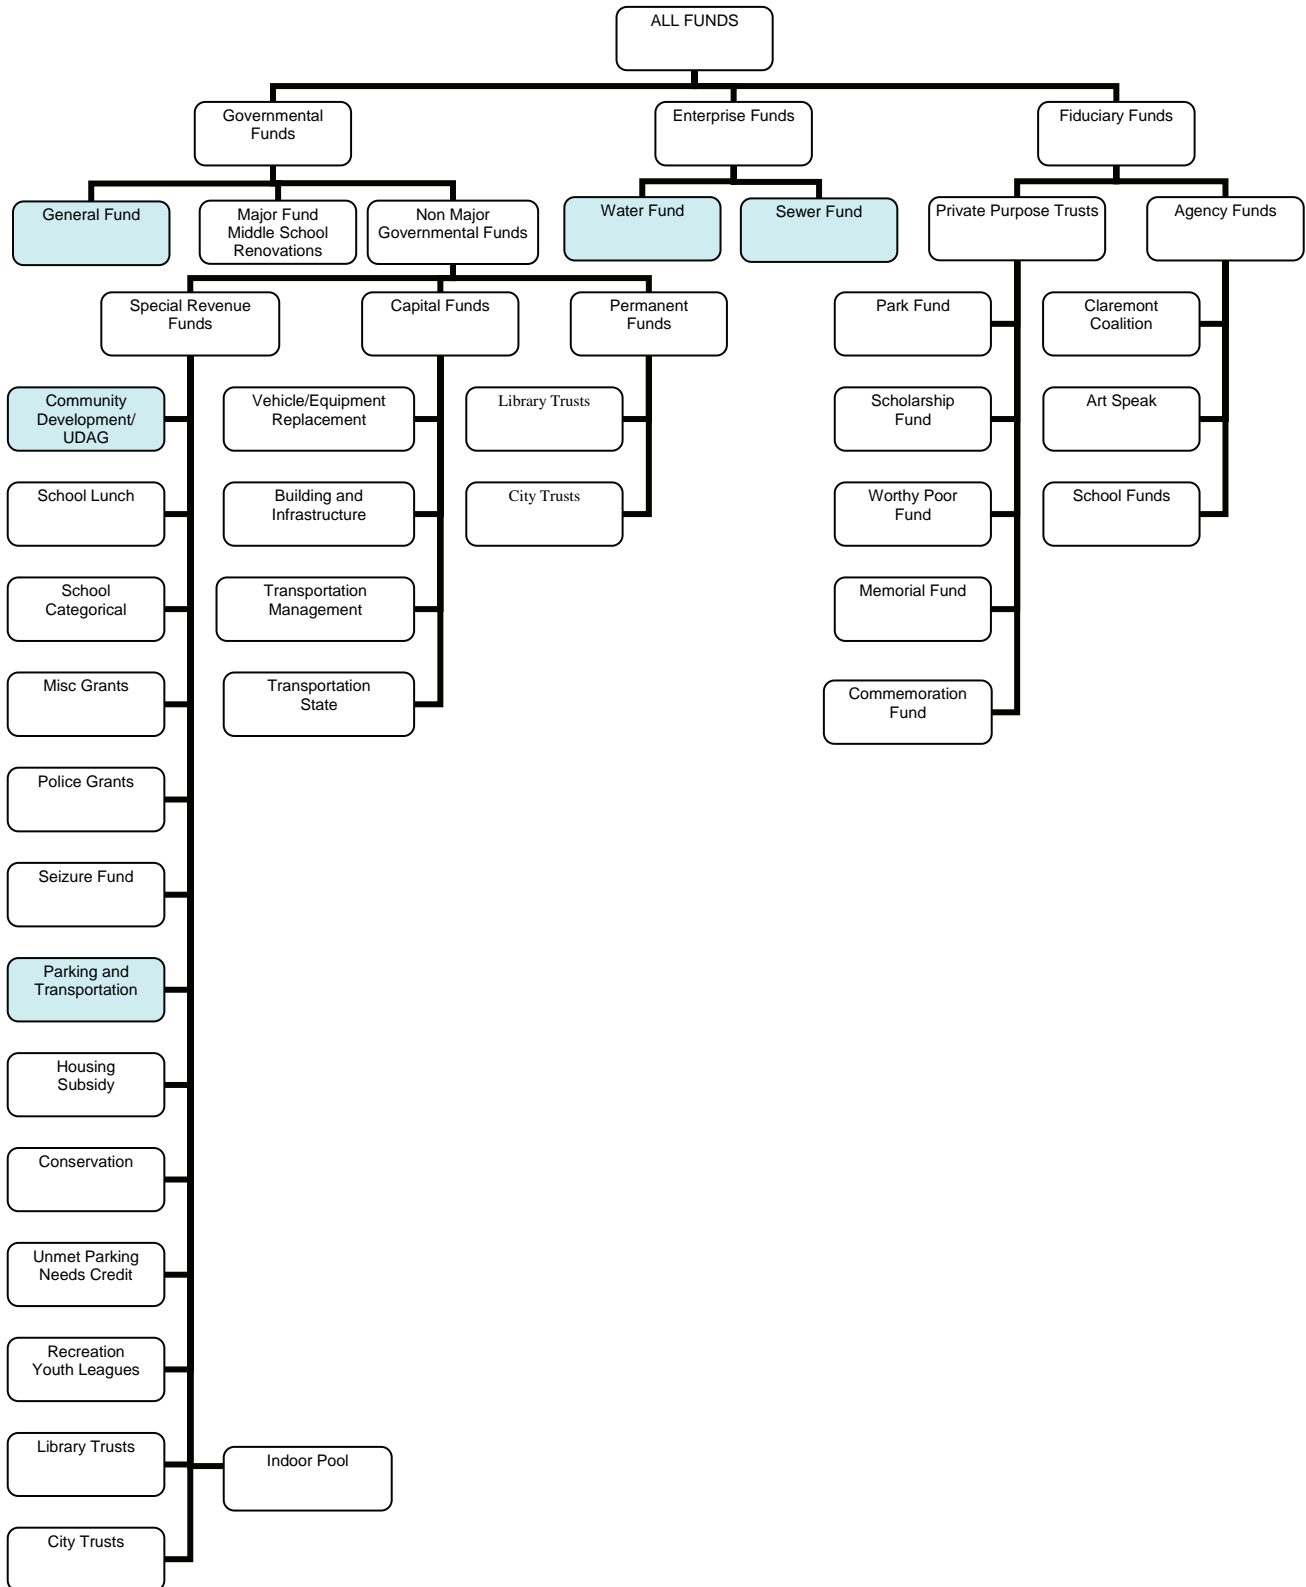 ALL FUNDS
Governmental
Funds
Enterprise Funds
Fiduciary Funds
General Fund
Major Fund
Middle School
Renovations
Non Major
Governmental Funds
Water Fund
Sewer Fund
Private Purpose Trusts
Agency Funds
Special Revenue
Funds
Capital Funds
Permanent
Funds
Park Fund
Claremont
Coalition
Community
Development/
UDAG
Vehicle/Equipment
Replacement
Library Trusts
Scholarship
Fund
Art Speak
School Lunch
Building and
Infrastructure
City Trusts
Worthy Poor
Fund
School Funds
School
Categorical
Transportation
Management
Memorial Fund
Misc Grants
Transportation
State
Commemoration
Fund
Police Grants
Seizure Fund
Parking and
Transportation
Housing
Subsidy
Conservation
Unmet Parking
Needs Credit
Recreation
Youth Leagues
Library Trusts
Indoor Pool
City Trusts